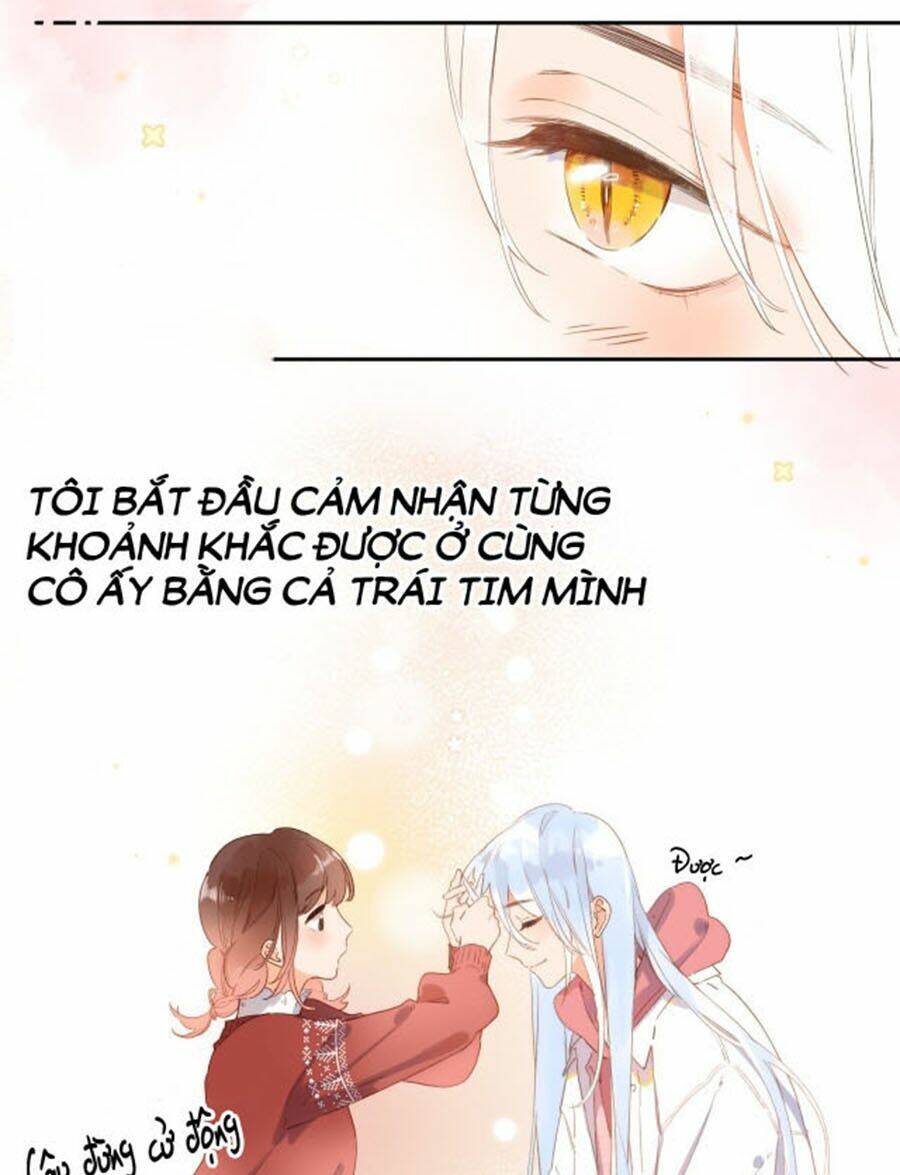 TÔI BẮT ĐẦU CẢM NHẬN TỪNG
KHOẢNH KHẮC ĐƯỢC Ở CÙNG
CÔ ẤY BẰNG CẢ TRÁI TIM MÌNH
Được ~
đừng cử động